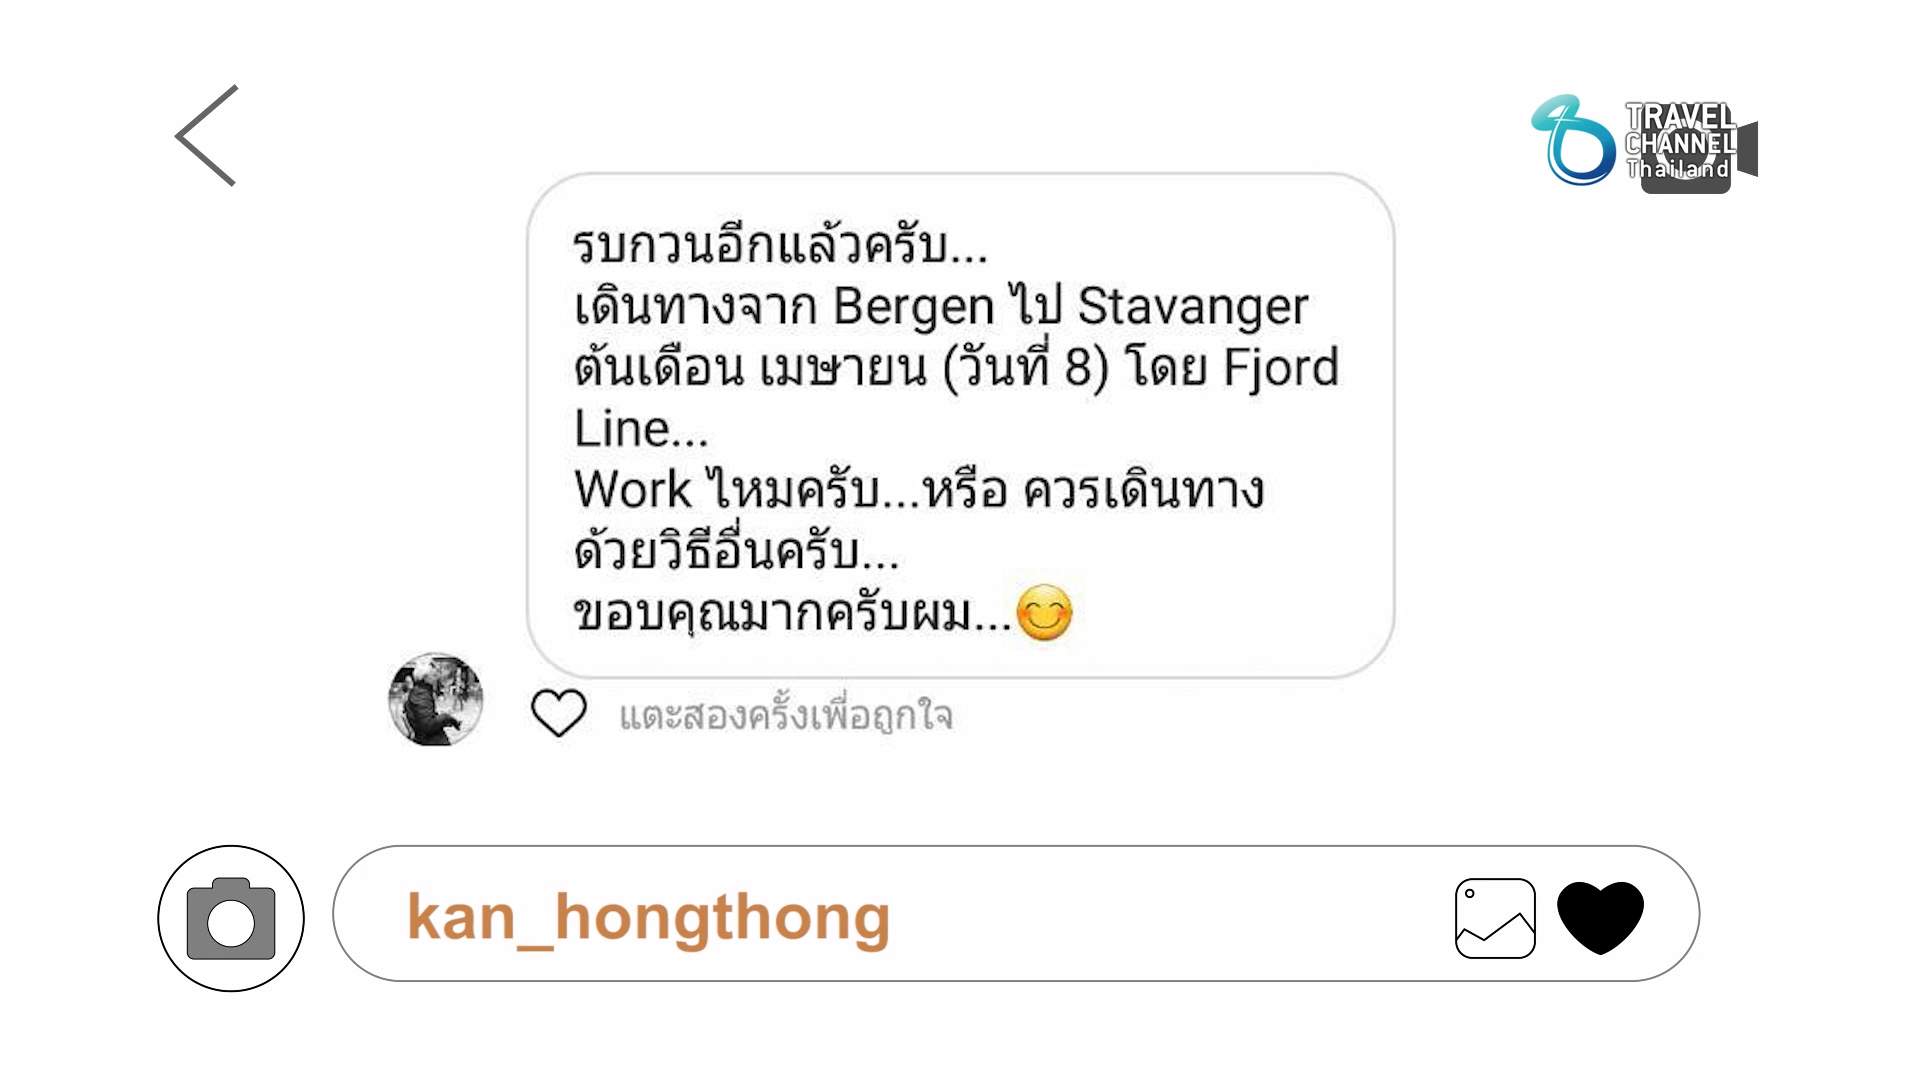 TRAVEL
CHANNEL
Thailand
รบกวนอีกแล้วครับ...
เดินทางจาก Bergen ไป Stavanger
ต้นเดือน เมษายน (วันที่ 8) โดย Fjord
Line...
Work ไหมครับ...หรือ ควรเดินทาง
ด้วยวิธีอื่นครับ...
ขอบคุณมากครับผม...😊
แตะสองครั้งเพื่อถูกใจ
kan_hongthong